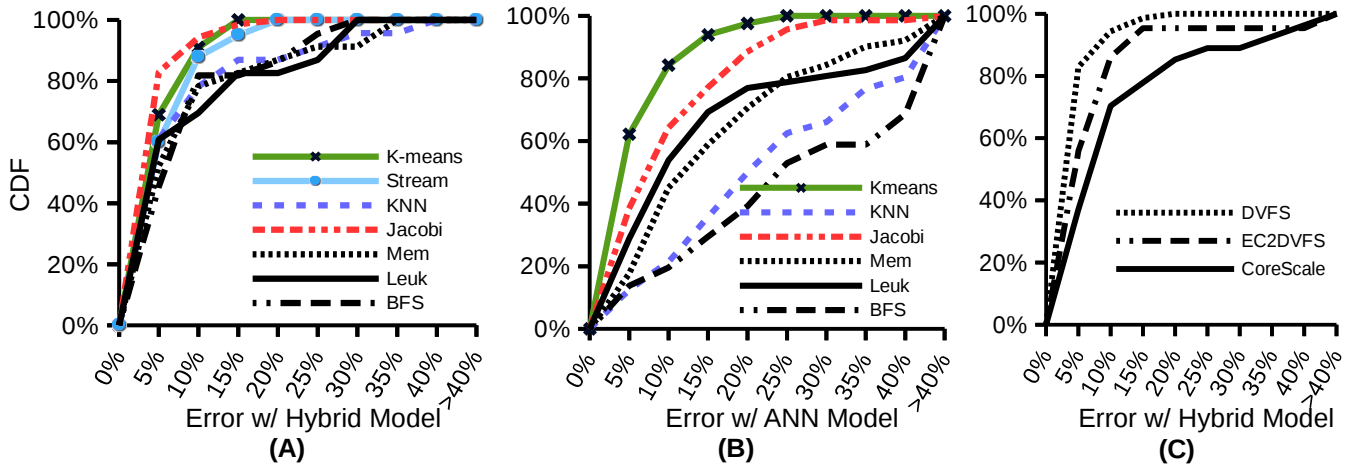 CDF
100%
80%
60%
40%
20%
0%
K-means
Stream
KNN
Jacobi
Mem
Leuk
BFS
0%
5%
10%
15%
20%
25%
30%
35%
>40%
Error w/ Hybrid Model
(A)
100%
80%
60%
40%
20%
0%
Kmeans
KNN
Jacobi
Mem
Leuk
BFS
0%
5%
10%
15%
20%
25%
30%
35%
40%
>40%
Error w/ ANN Model
(B)
100%
80%
60%
40%
20%
0%
DVFS
EC2DVFS
CoreScale
0%
5%
10%
15%
20%
25%
30%
35%
40%
>40%
Error w/ Hybrid Model
(C)